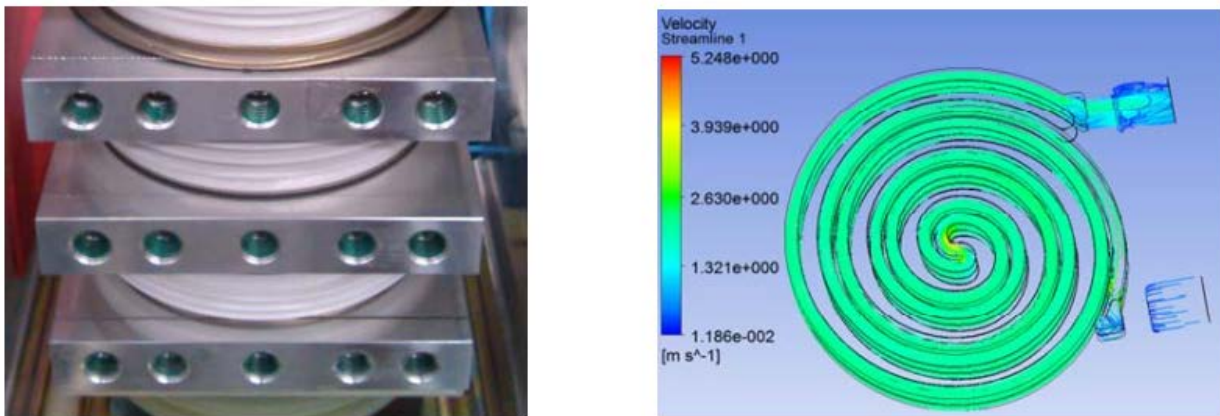 Velocity
Streamline 1
5.248e+000
3.939e+000
2.630e+000
1.321e+000
1.186e-002
[m s^-1]